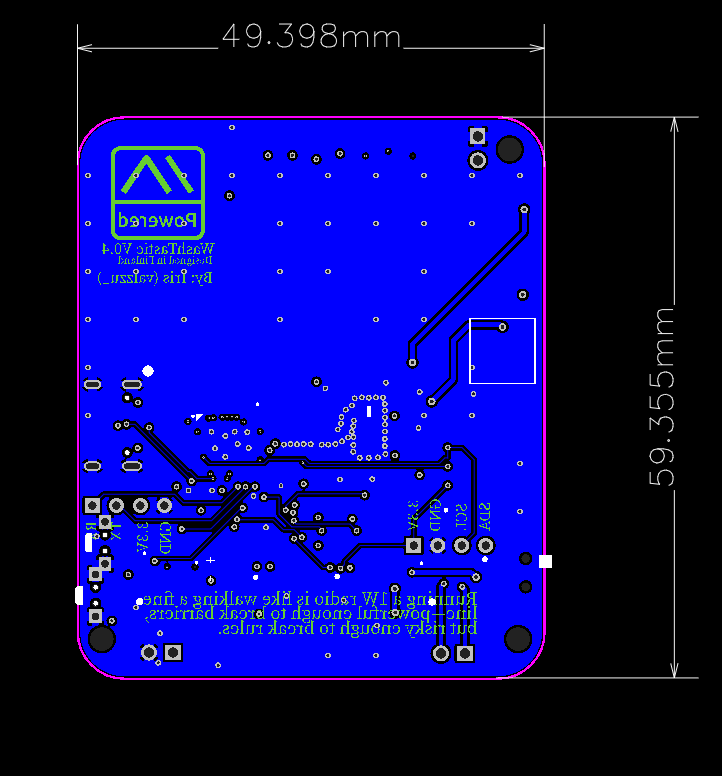 49.398mm
Powered
WashTastic V0.4
Designed in Finland
By: Iris (valzzu_)
59.355mm
3.3V
GND
SCL
SDA
RX
TX
3.3V
GND
Running a 1W radio is like walking a fine
line—powerful enough to break barriers,
but risky enough to break rules.